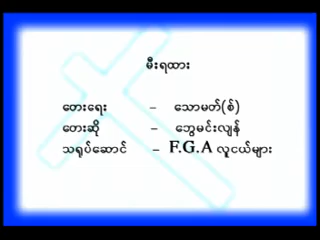 မီးရထား
တေးရေး – သောမတ်(စ်)
တေးဆို – ဘွေမင်းလျန်
သရုပ်ဆောင် – F.G.A လူငယ်များ